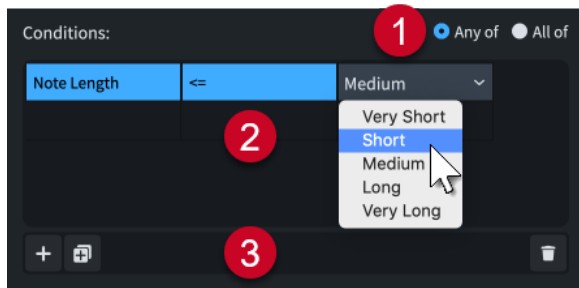 Conditions:
1
Any of
All of
Note Length
<=
Medium
Very Short
Short
Medium
Long
Very Long
2
3